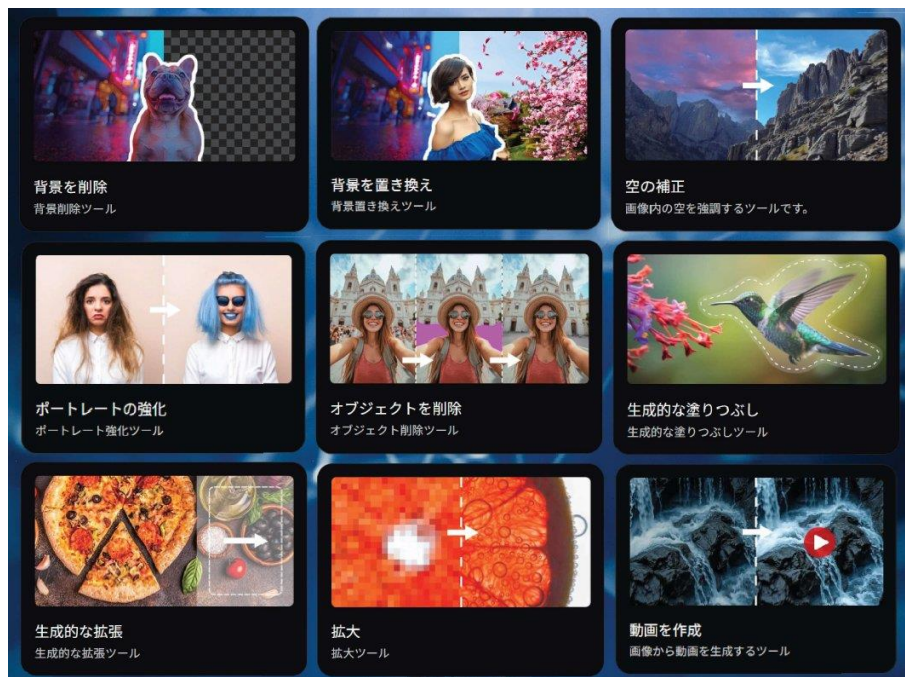 背景を削除
背景削除ツール
背景を置き換え
背景置き換えツール
空の補正
画像内の空を強調するツールです。
ポートレートの強化
ポートレート強化ツール
オブジェクトを削除
オブジェクト削除ツール
生成的な塗りつぶし
生成的な塗りつぶしツール
生成的な拡張
生成的な拡張ツール
拡大
拡大ツール
動画を作成
画像から動画を生成するツール